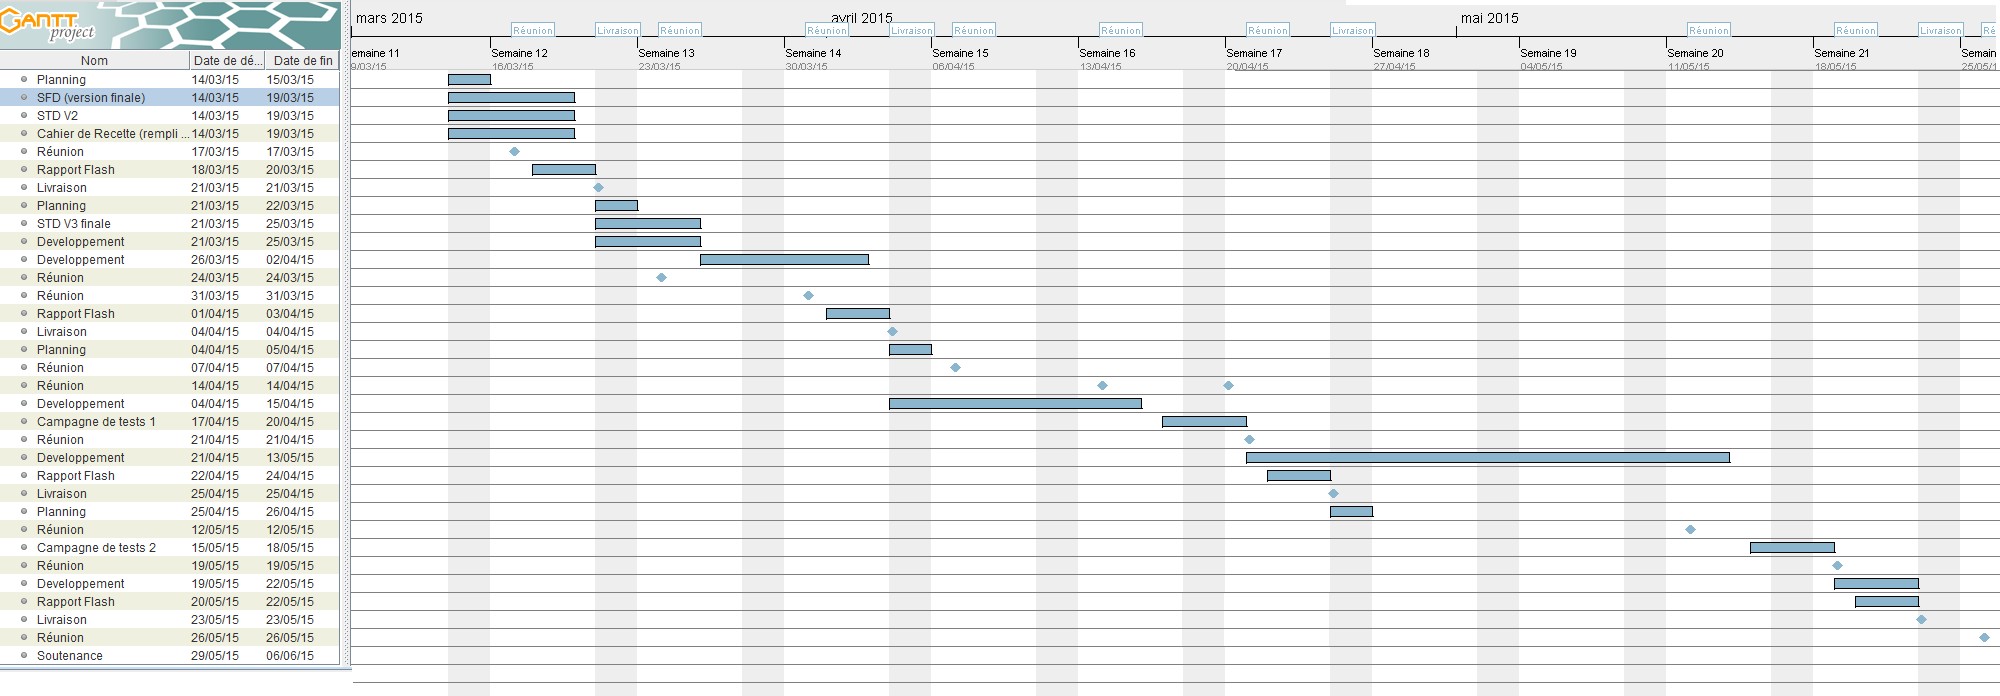 GANTT
project
mars 2015
avril 2015
mai 2015
Réunion Livraison Réunion Réunion Livraison Réunion Réunion Réunion Livraison Réunion Réunion Livraison Ré
emaine 11 Semaine 12 Semaine 13 Semaine 14 Semaine 15 Semaine 16 Semaine 17 Semaine 18 Semaine 19 Semaine 20 Semaine 21 Semain
9/03/15 16/03/15 23/03/15 30/03/15 06/04/15 13/04/15 20/04/15 27/04/15 04/05/15 11/05/15 18/05/15 25/05/1
Nom Date de dé... Date de fin
Planning 14/03/15 15/03/15
SFD (version finale) 14/03/15 19/03/15
STD V2 14/03/15 19/03/15
Cahier de Recette (rempli ... 14/03/15 19/03/15
Réunion 17/03/15 17/03/15
Rapport Flash 18/03/15 20/03/15
Livraison 21/03/15 21/03/15
Planning 21/03/15 22/03/15
STD V3 finale 21/03/15 25/03/15
Developpement 21/03/15 25/03/15
Developpement 26/03/15 02/04/15
Réunion 24/03/15 24/03/15
Réunion 31/03/15 31/03/15
Rapport Flash 01/04/15 03/04/15
Livraison 04/04/15 04/04/15
Planning 04/04/15 05/04/15
Réunion 07/04/15 07/04/15
Réunion 14/04/15 14/04/15
Developpement 04/04/15 15/04/15
Campagne de tests 1 17/04/15 20/04/15
Réunion 21/04/15 21/04/15
Developpement 21/04/15 13/05/15
Rapport Flash 22/04/15 24/04/15
Livraison 25/04/15 25/04/15
Planning 25/04/15 26/04/15
Réunion 12/05/15 12/05/15
Campagne de tests 2 15/05/15 18/05/15
Réunion 19/05/15 19/05/15
Developpement 19/05/15 22/05/15
Rapport Flash 20/05/15 22/05/15
Livraison 23/05/15 23/05/15
Réunion 26/05/15 26/05/15
Soutenance 29/05/15 06/06/15